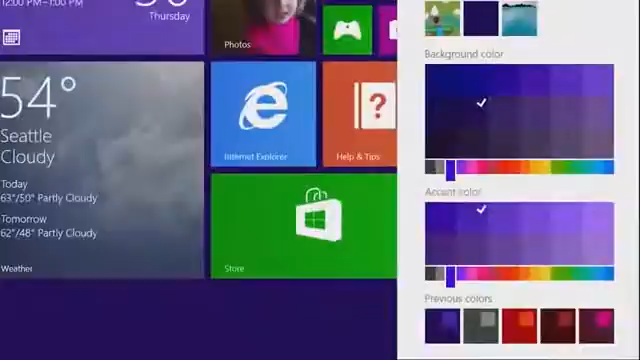 12:00 PM–1:00 PM
Thursday
Photos
54°
Seattle
Cloudy
Today
63°/50° Partly Cloudy
Tomorrow
62°/48° Partly Cloudy
Weather
Internet Explorer
Help & Tips
Store
Background color
Accent color
Previous colors